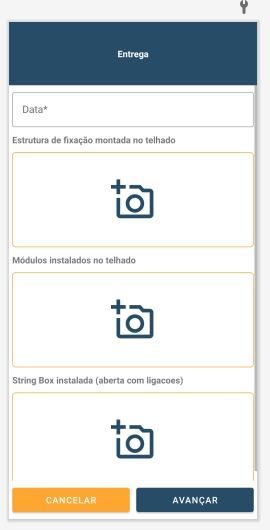 Entrega
Data*
Estrutura de fixação montada no telhado
Módulos instalados no telhado
String Box instalada (aberta com ligacoes)
CANCELAR
AVANÇAR